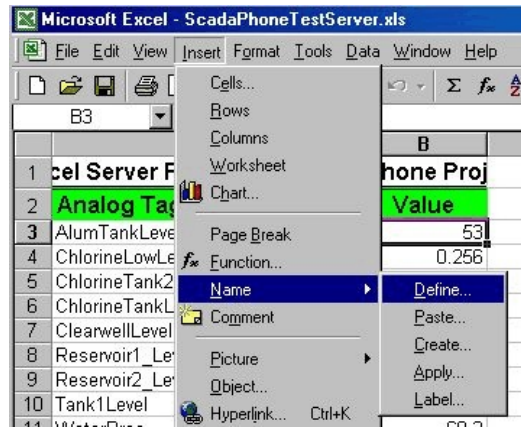 Microsoft Excel - ScadaPhoneTestServer.xls
File Edit View Insert Format Tools Data Window Help
Σ fx
B3
Cells...
Rows
Columns
Worksheet
Chart...
Page Break
fx Function...
Name
Comment
Picture
Object...
Hyperlink... Ctrl+K
Define...
Paste...
Create...
Apply...
Label...
B
1 cel Server hone Proj
2 Analog Tag Value
3 AlumTankLeve 53
4 ChlorineLowLe 0.256
5 ChlorineTank2
6 ChlorineTankL
7 ClearwellLevel
8 Reservoir1_Le
9 Reservoir2_Le
10 Tank1Level